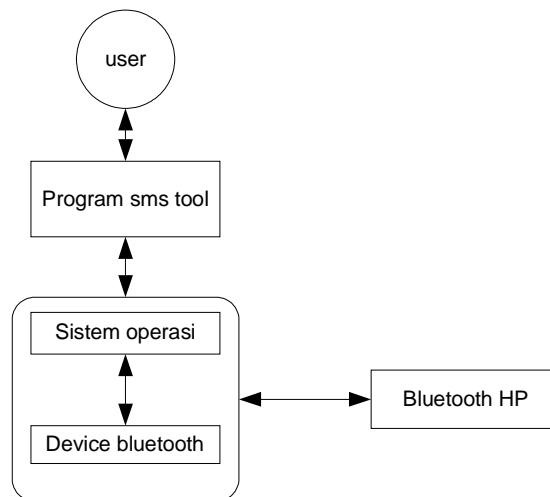 user
Program sms tool
Sistem operasi
Bluetooth HP
Device bluetooth